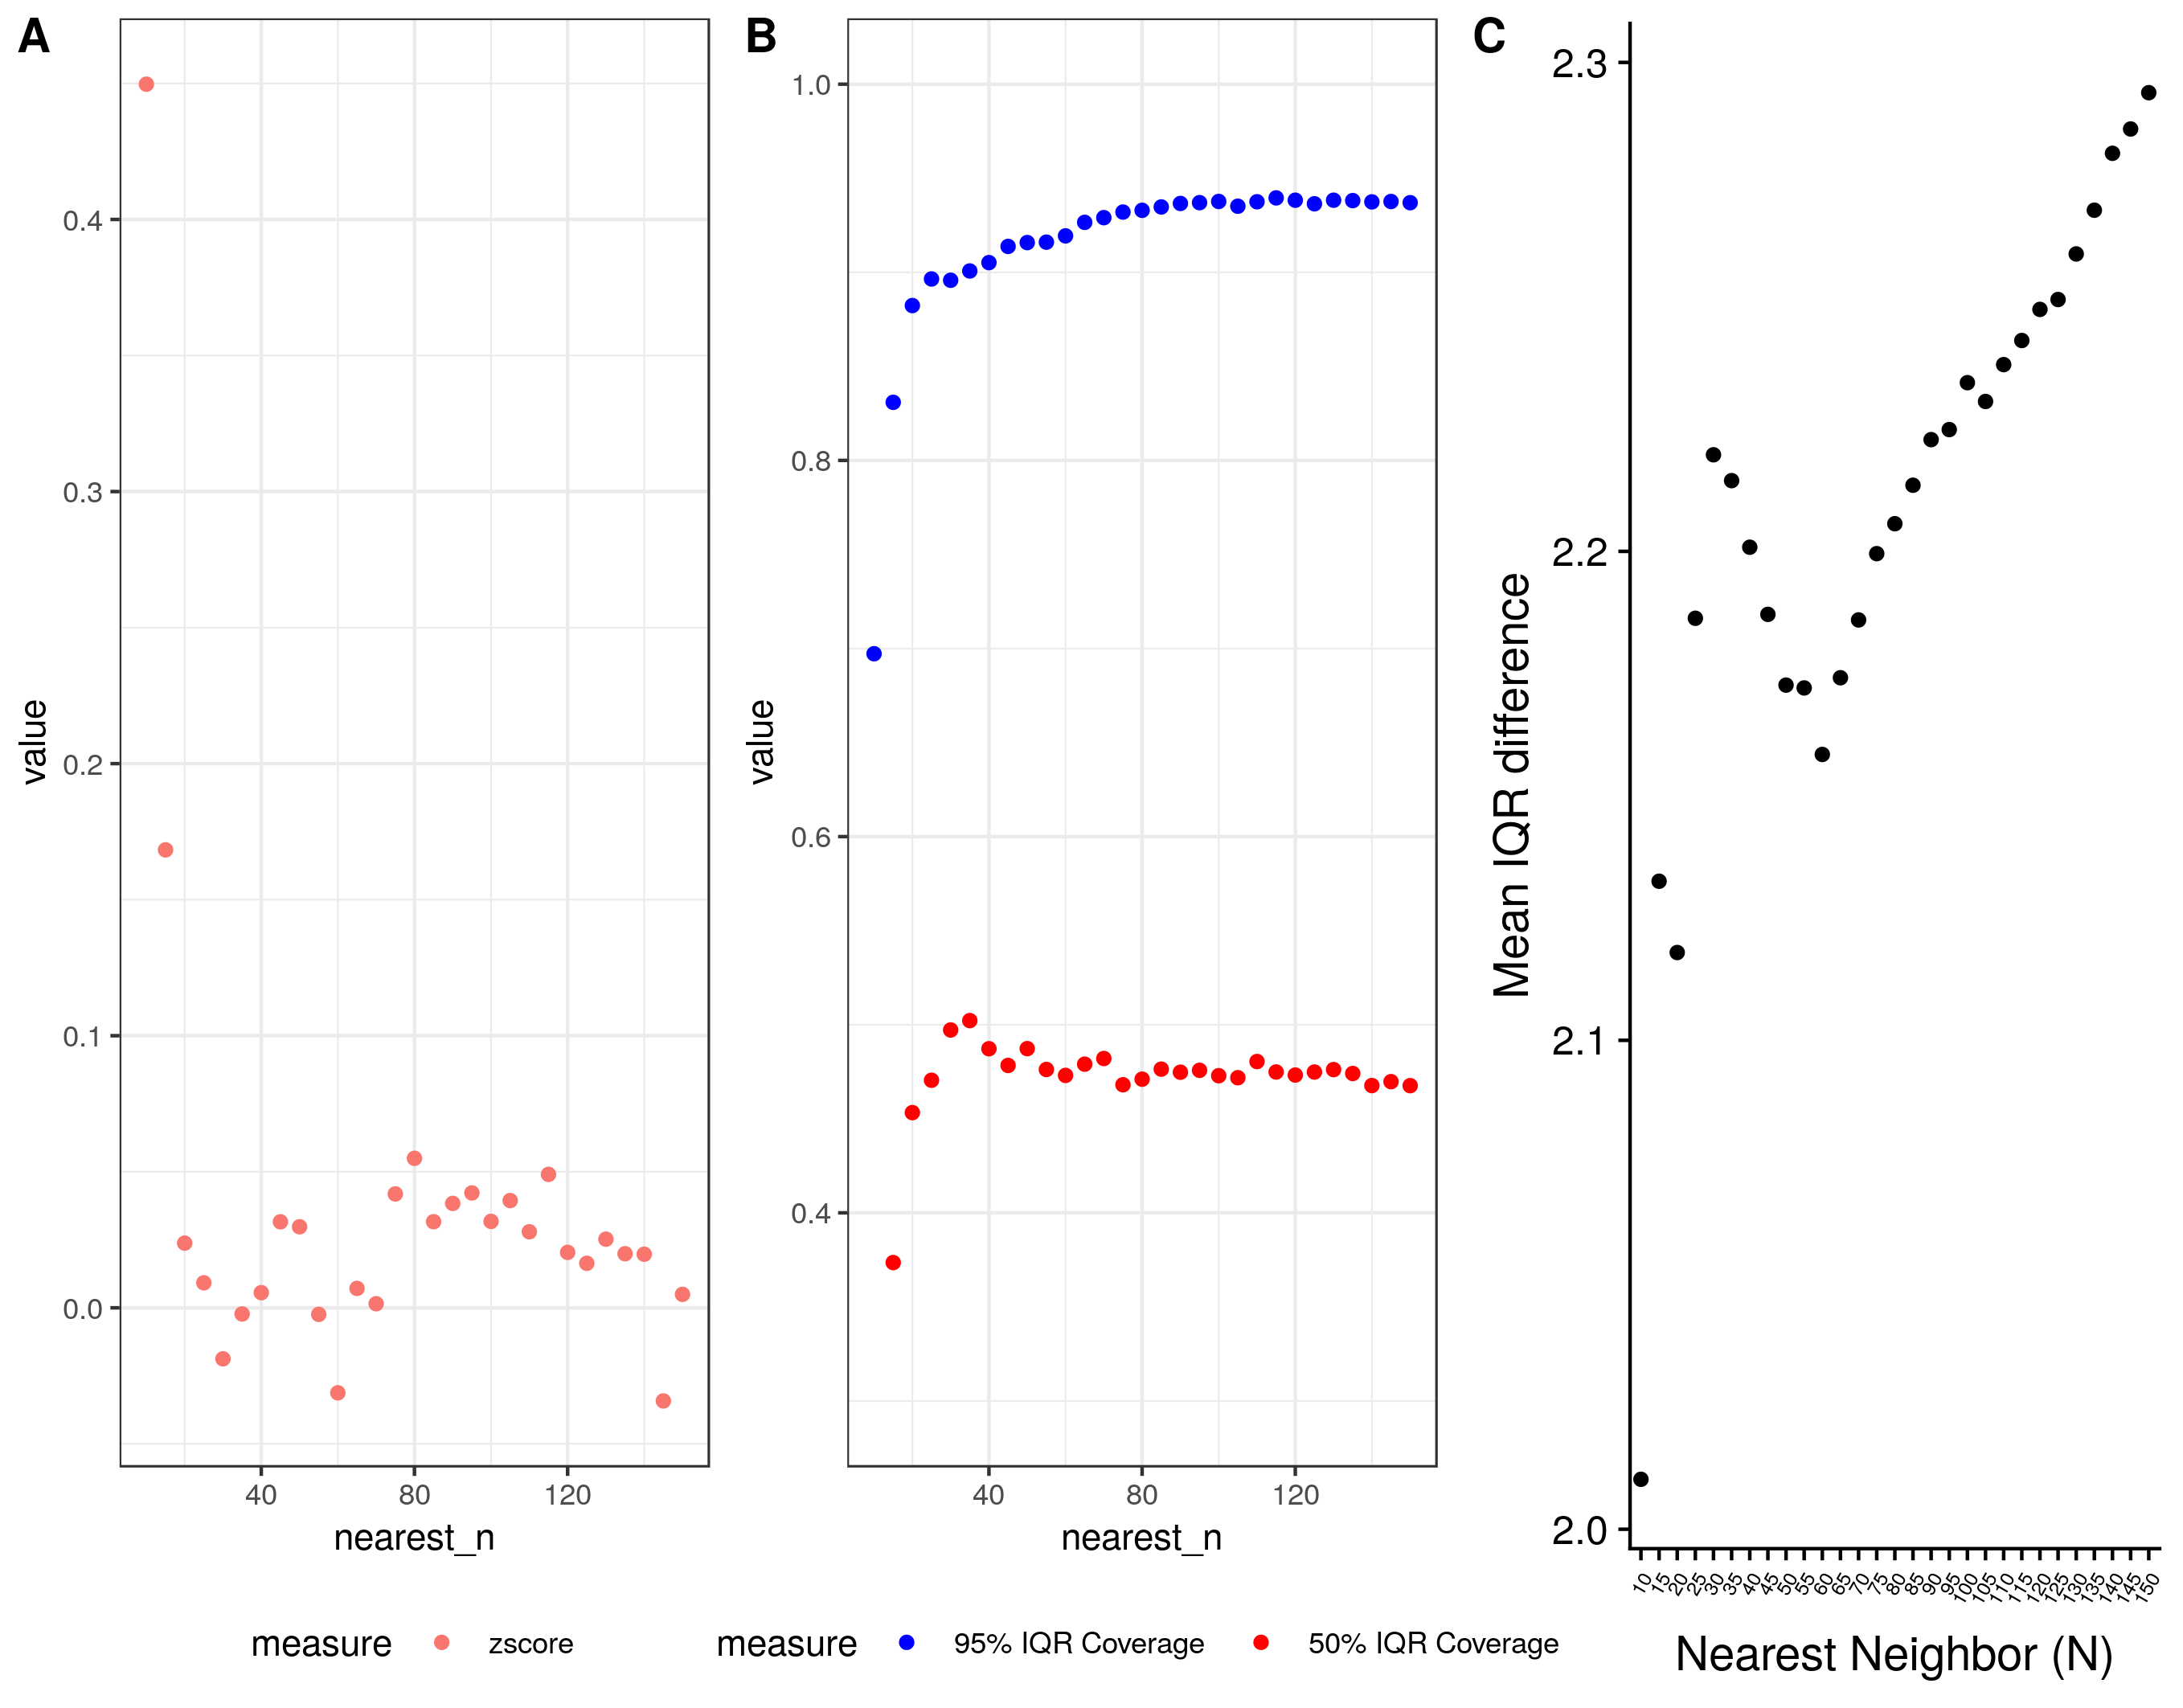 A
value
0.4
0.3
0.2
0.1
0.0
40 80 120
nearest_n
measure zscore
B
value
1.0
0.8
0.6
0.4
40 80 120
nearest_n
measure 95% IQR Coverage 50% IQR Coverage
C
Mean IQR difference
2.3
2.2
2.1
2.0
10 15 20 25 30 35 40 45 50 55 60 65 70 75 80 85 90 95 100 105 110 115 120 125 130 135 140 145 150
Nearest Neighbor (N)